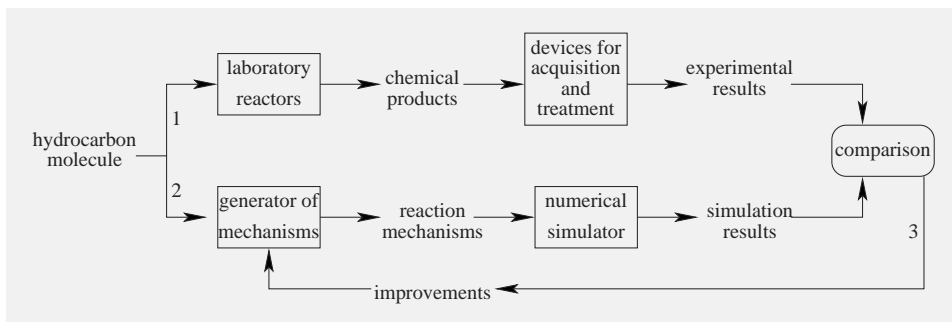 hydrocarbon
molecule
1
2
laboratory
reactors
chemical
products
devices for
acquisition
and
treatment
experimental
results
generator of
mechanisms
reaction
mechanisms
numerical
simulator
simulation
results
comparison
3
improvements